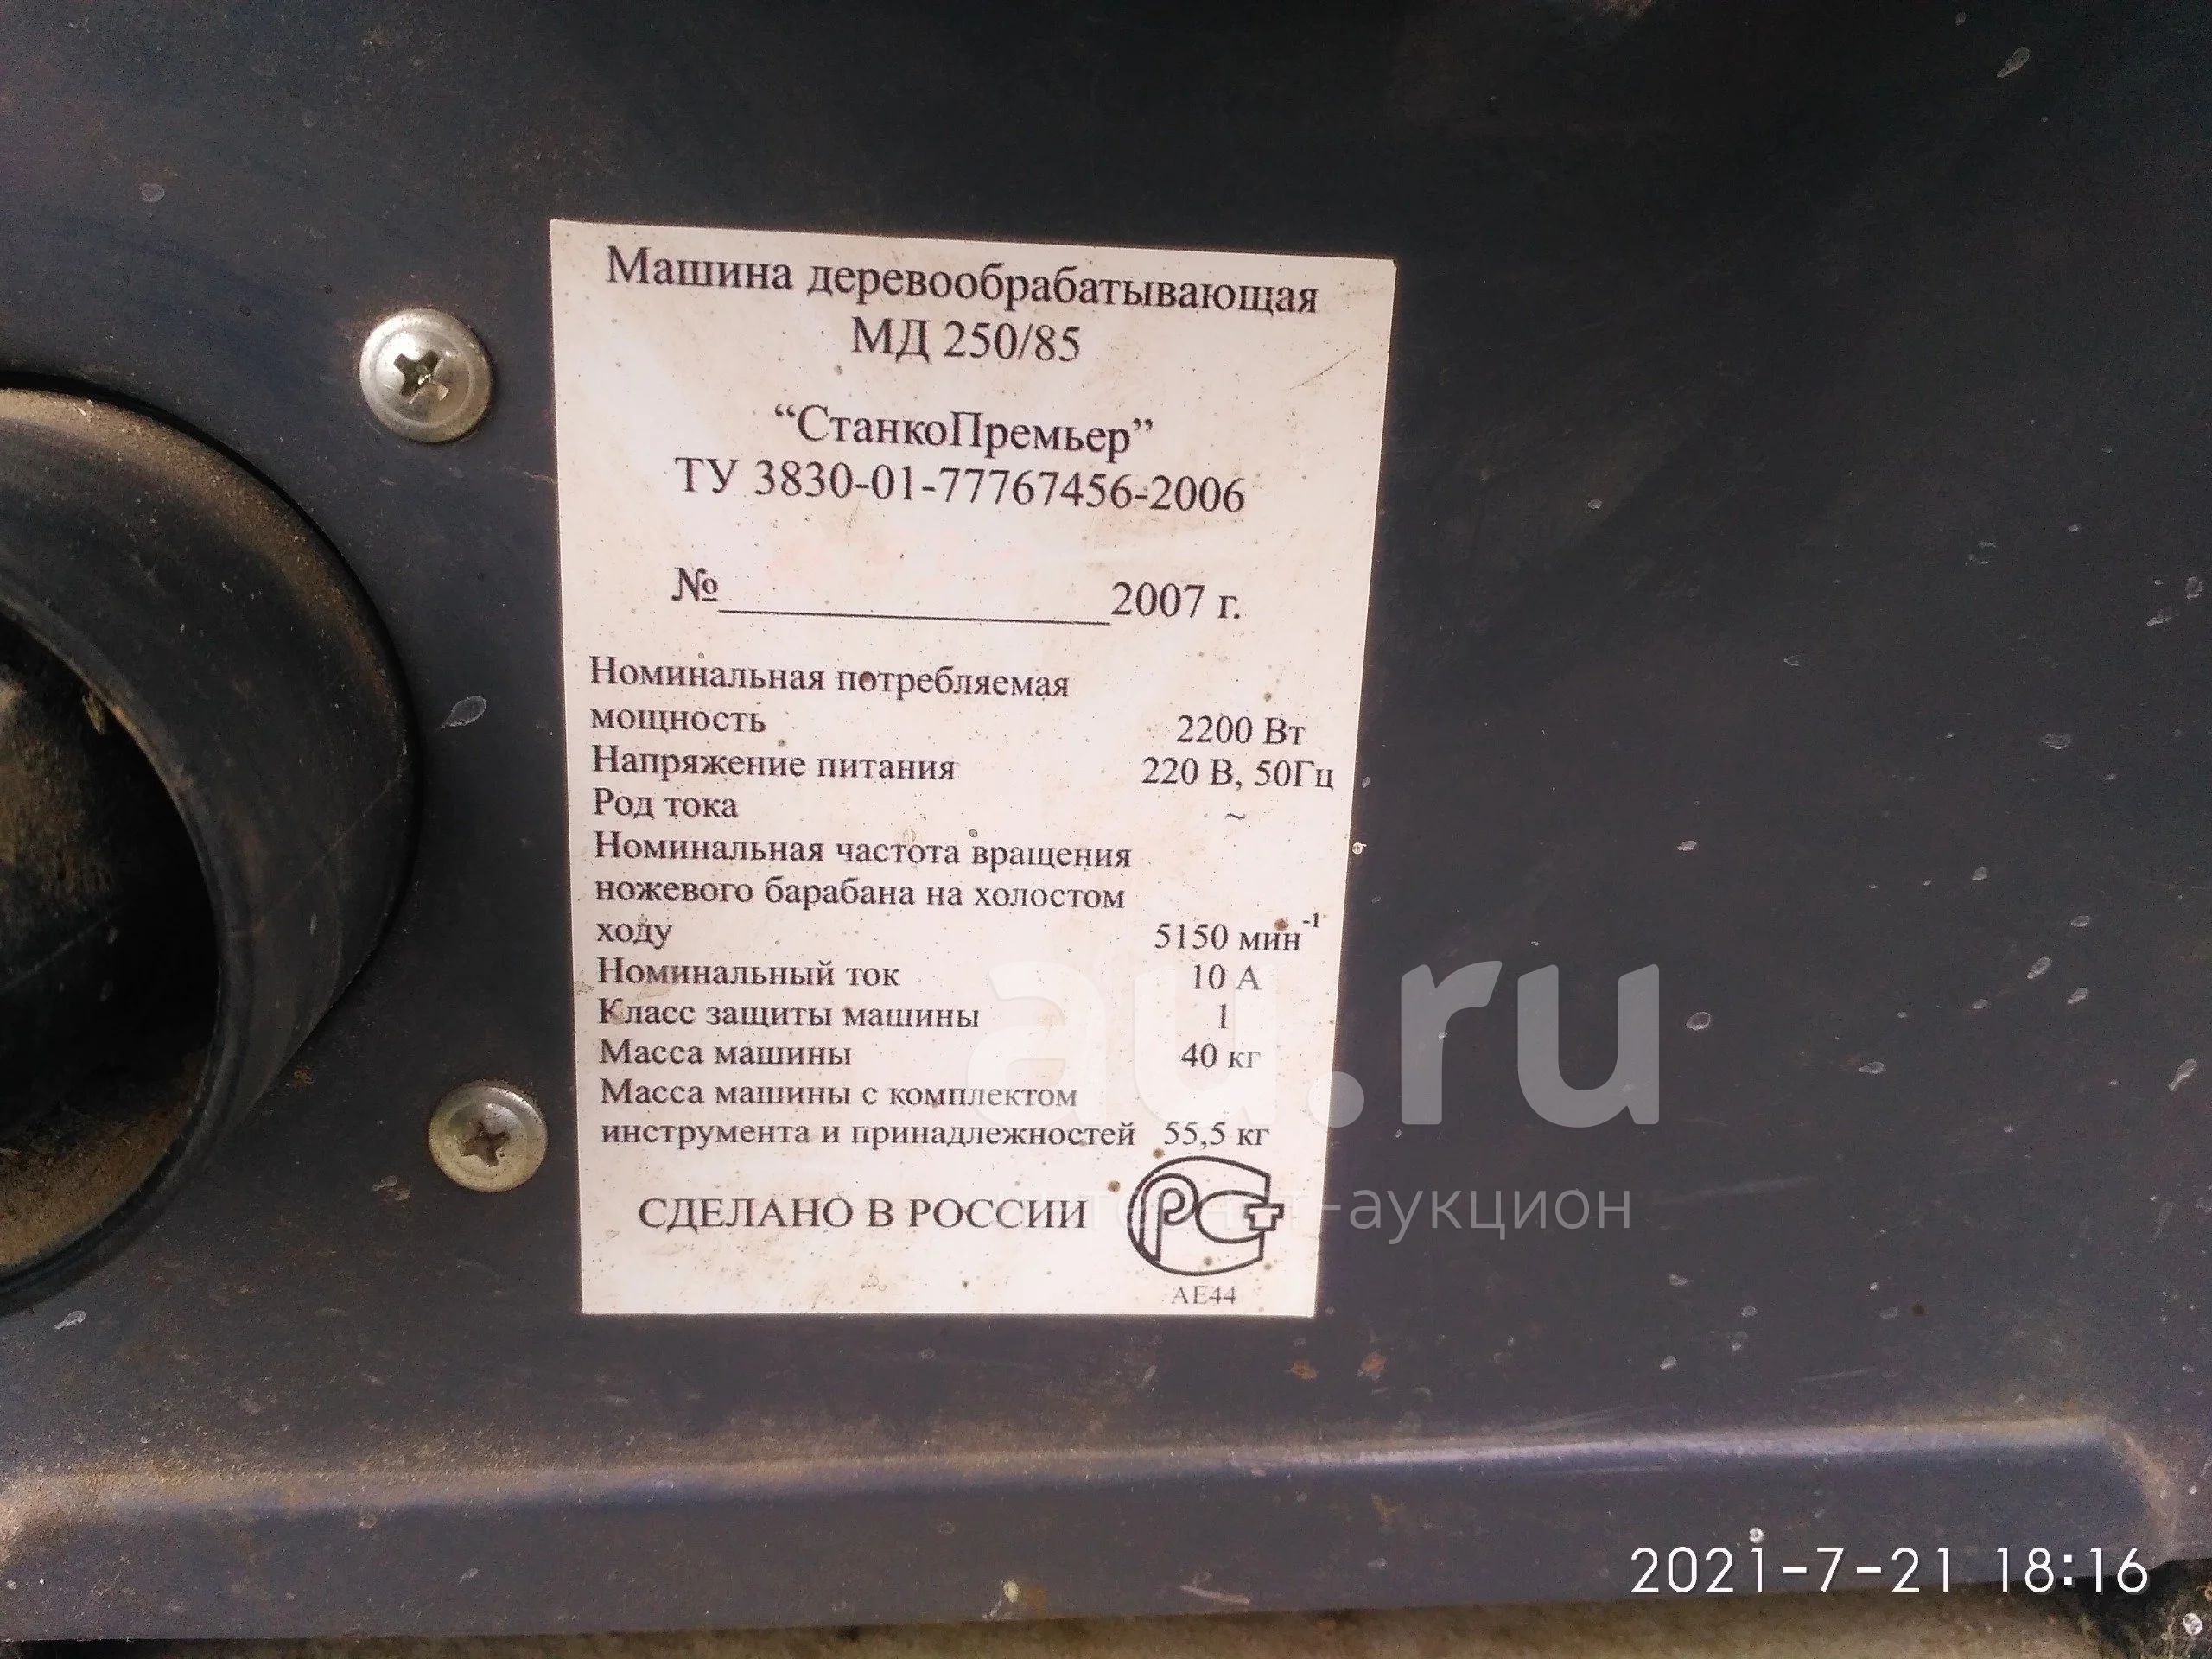 Машина деревообрабатывающая
МД 250/85
“СтанкоПремьер”
ТУ 3830-01-77767456-2006
№________________2007 г.
Номинальная потребляемая
мощность 2200 Вт
Напряжение питания 220 В, 50Гц
Род тока ~
Номинальная частота вращения
ножевого барабана на холостом
ходу 5150 мин⁻¹
Номинальный ток 10 А
Класс защиты машины 1
Масса машины 40 кг
Масса машины с комплектом
инструмента и принадлежностей 55,5 кг
СДЕЛАНО В РОССИИ РСТ
АЕ44
au.ru
интернет-аукцион
2021-7-21 18:16